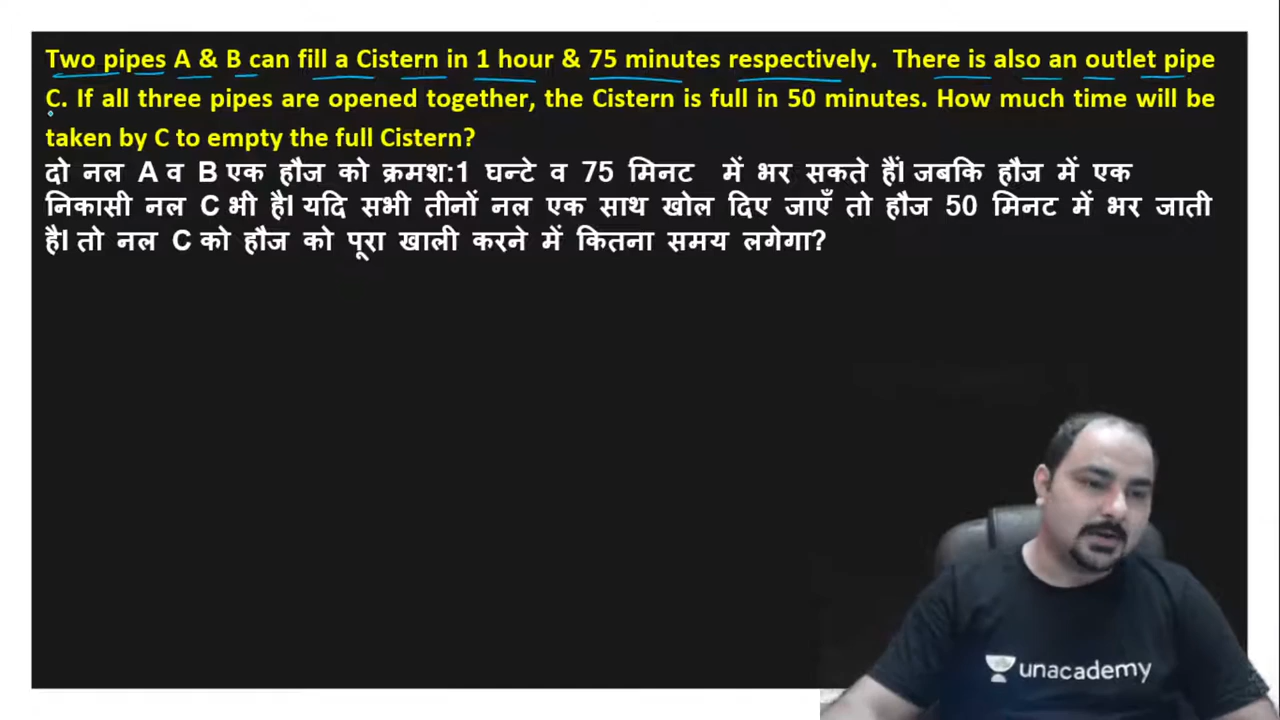 Two pipes A & B can fill a Cistern in 1 hour & 75 minutes respectively. There is also an outlet pipe
C. If all three pipes are opened together, the Cistern is full in 50 minutes. How much time will be
taken by C to empty the full Cistern?
दो नल A व B एक हौज को क्रमश:1 घन्टे व 75 मिनट में भर सकते हैं। जबकि हौज में एक
निकासी नल C भी है। यदि सभी तीनों नल एक साथ खोल दिए जाएँ तो हौज 50 मिनट में भर जाती
है। तो नल C को हौज को पूरा खाली करने में कितना समय लगेगा?
unacademy